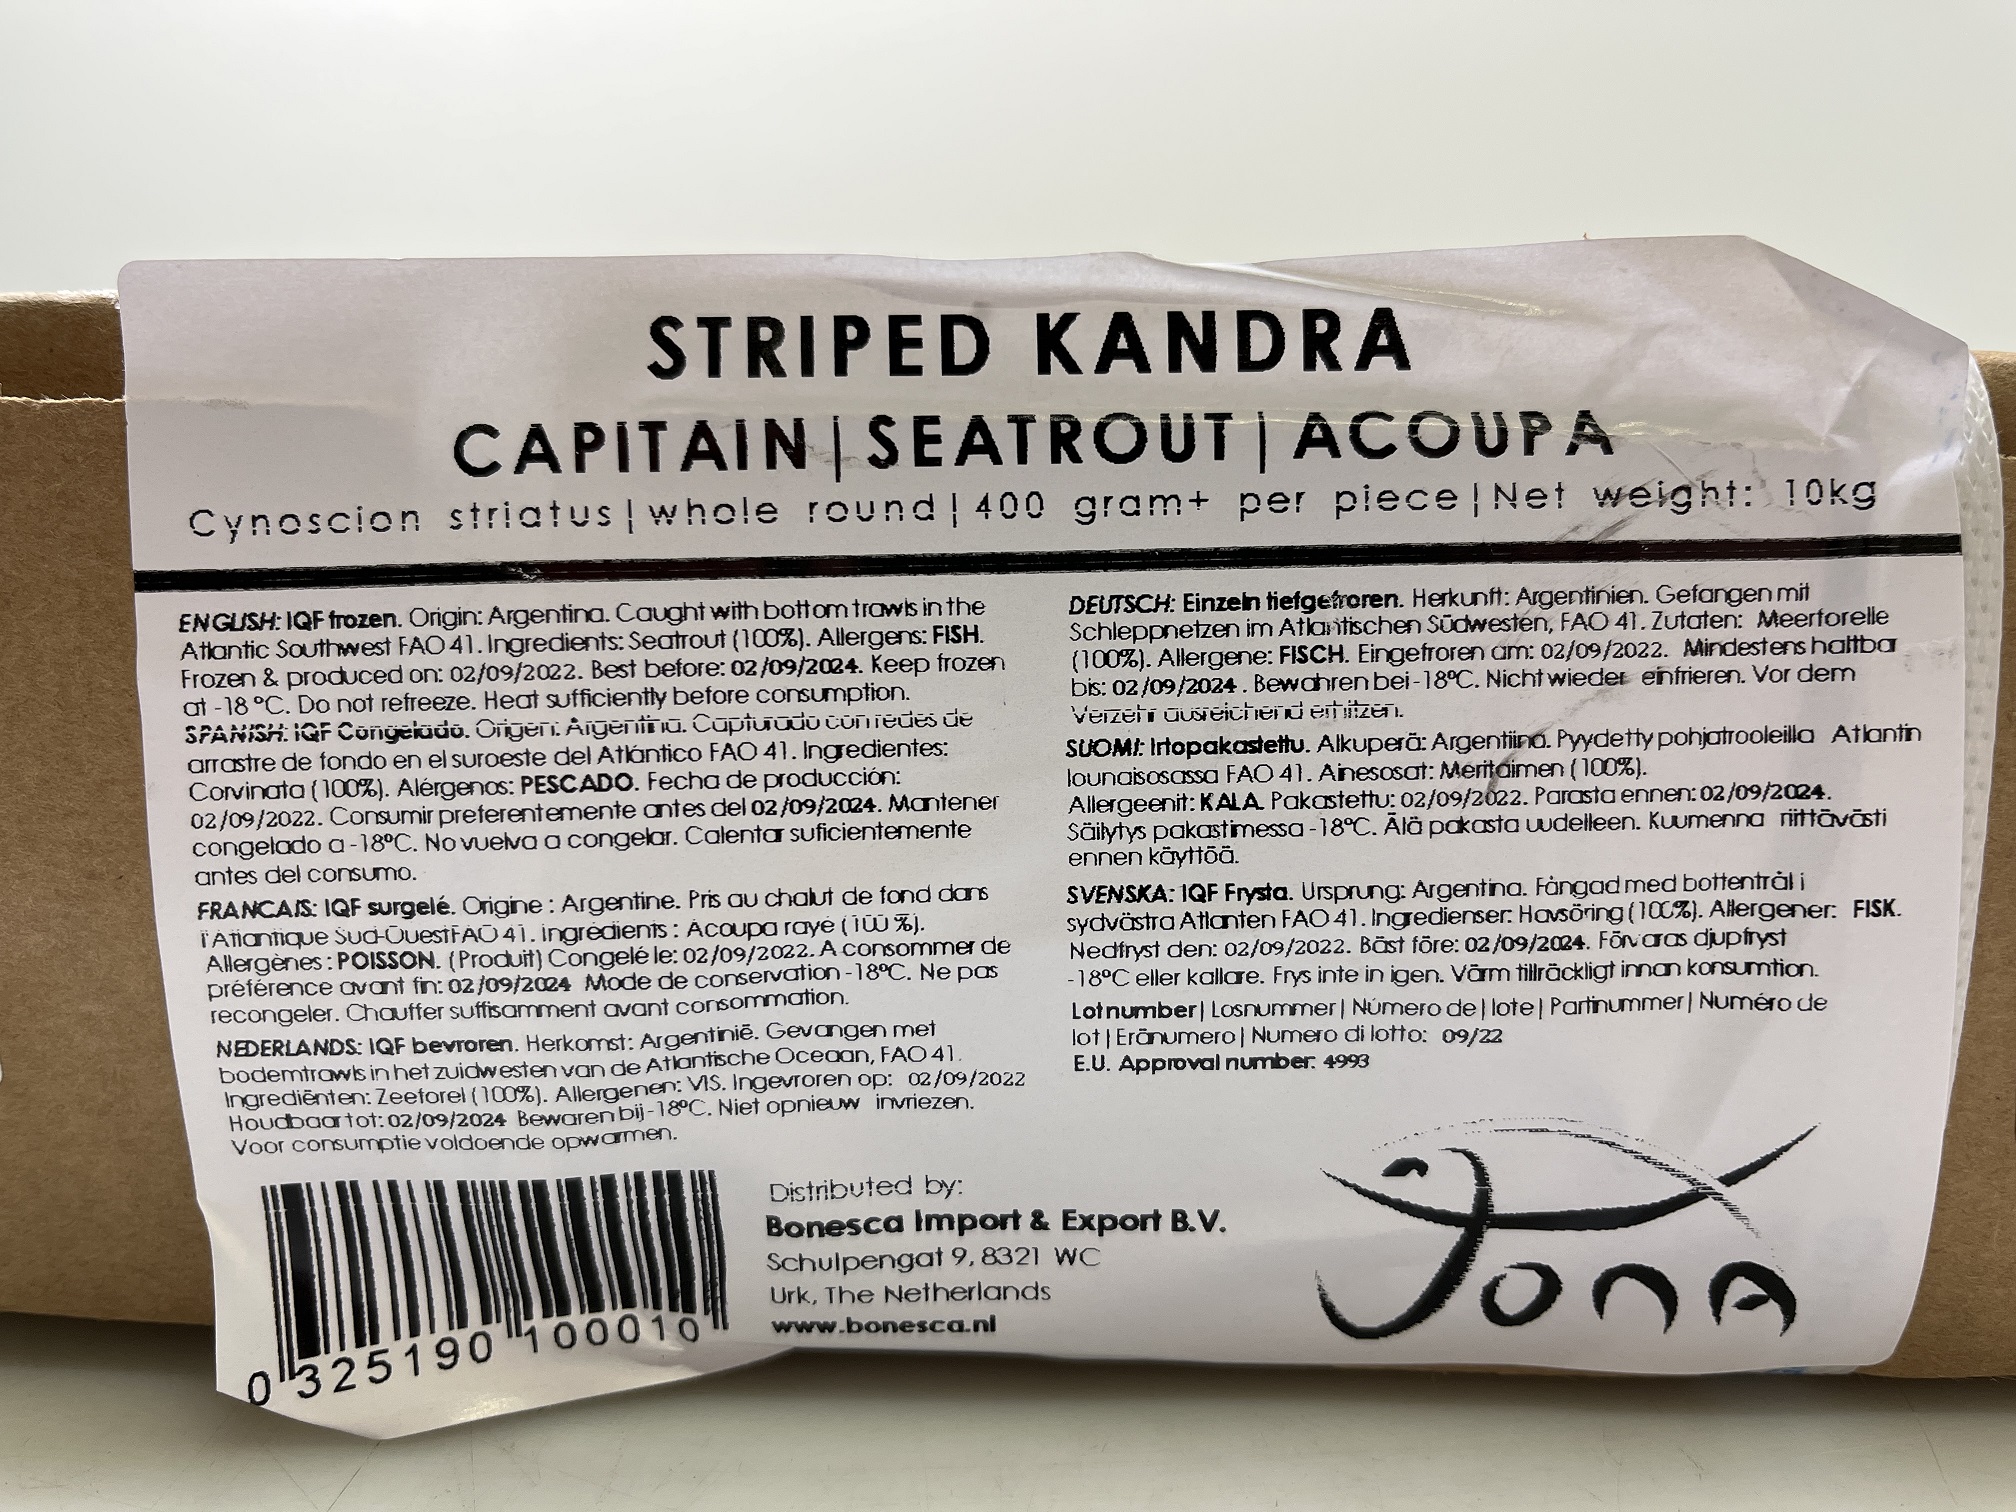 STRIPED KANDRA
CAPITAIN | SEATROUT | ACOUPA
Cynoscion striatus | whole round | 400 gram+ per piece | Net weight: 10kg
ENGLISH: IQF frozen. Origin: Argentina. Caught with bottom trawls in the
Atlantic Southwest FAO 41. Ingredients: Seatrout (100%). Allergens: FISH.
Frozen & produced on: 02/09/2022. Best before: 02/09/2024. Keep frozen
at -18 °C. Do not refreeze. Heat sufficiently before consumption.
SPANISH: IQF Congelado. Origen: Argentina. Capturado con redes de
arrastre de fondo en el suroeste del Atlántico FAO 41. Ingredientes:
Corvinata (100%). Alérgenos: PESCADO. Fecha de producción:
02/09/2022. Consumir preferentemente antes del 02/09/2024. Mantener
congelado a -18°C. No vuelva a congelar. Calentar suficientemente
antes del consumo.
FRANCAIS: IQF surgelé. Origine : Argentine. Pris au chalut de fond dans
l'Atlantique Sud-OuestFAO 41. Ingrédients : Acoupa rayé (100 %).
Allergènes : POISSON. (Produit) Congelé le: 02/09/2022. A consommer de
préférence avant fin: 02/09/2024 Mode de conservation -18°C. Ne pas
recongeler. Chauffer suffisamment avant consommation.
NEDERLANDS: IQF bevroren. Herkomst: Argentinië. Gevangen met
bodemtrawls in het zuidwesten van de Atlantische Oceaan, FAO 41.
Ingrediënten: Zeeforel (100%). Allergenen: VIS. Ingevroren op: 02/09/2022
Houdbaar tot: 02/09/2024 Bewaren bij -18°C. Niet opnieuw invriezen.
Voor consumptie voldoende opwarmen.
DEUTSCH: Einzeln tiefgefroren. Herkunft: Argentinien. Gefangen mit
Schleppnetzen im Atlantischen Südwesten, FAO 41. Zutaten: Meerforelle
(100%). Allergene: FISCH. Eingefroren am: 02/09/2022. Mindestens haltbar
bis: 02/09/2024. Bewahren bei -18°C. Nicht wieder einfrieren. Vor dem
Verzehr ausreichend erhitzen.
SUOMI: Irtopakastettu. Alkuperä: Argentiina. Pyydetty pohjatrooleilla Atlantin
lounaisosassa FAO 41. Ainesosat: Meritaimen (100%).
Allergeenit: KALA. Pakastettu: 02/09/2022. Parasta ennen: 02/09/2024.
Säilytys pakastimessa -18°C. Älä pakasta uudelleen. Kuumenna riittävästi
ennen käyttöä.
SVENSKA: IQF Frysta. Ursprung: Argentina. Fångad med bottentrål i
sydvästra Atlanten FAO 41. Ingredienser: Havsöring (100%). Allergener: FISK.
Nedfryst den: 02/09/2022. Bäst före: 02/09/2024. Förvaras djupfryst
-18°C eller kallare. Frys inte in igen. Värm tillräckligt innan konsumtion.
Lotnumber | Losnummer | Número de | lote | Partinummer | Numéro de
lot | Eränumero | Numero di lotto: 09/22
E.U. Approval number: 4993
Distributed by:
Bonesca Import & Export B.V.
Schulpengat 9, 8321 WC
Urk, The Netherlands
www.bonesca.nl
0 325190 100010
Jona